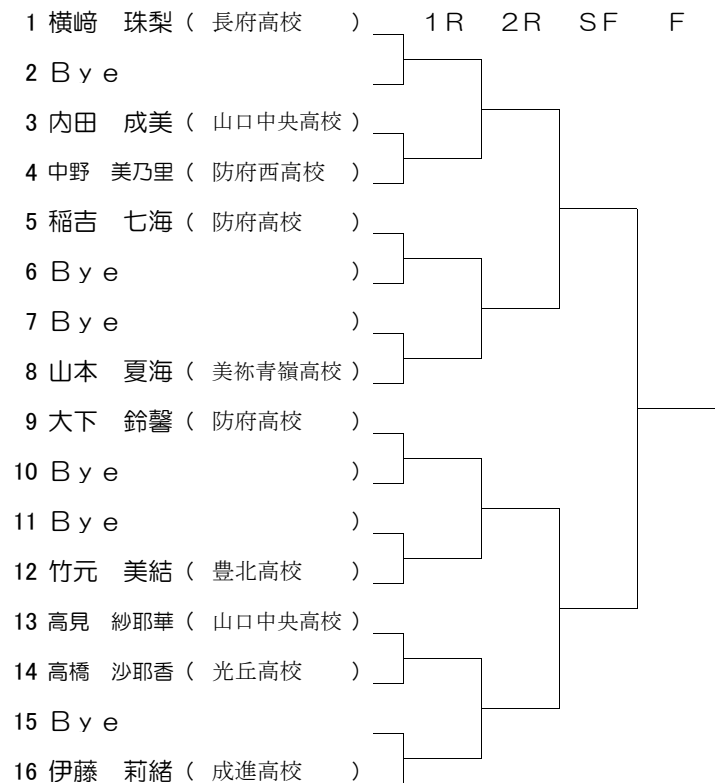 1 横﨑　珠梨 ( 長府高校 ) １Ｒ ２Ｒ ＳＦ Ｆ
2 Ｂｙｅ
3 内田　成美 ( 山口中央高校 )
4 中野　美乃里 ( 防府西高校 )
5 稲吉　七海 ( 防府高校 )
6 Ｂｙｅ )
7 Ｂｙｅ )
8 山本　夏海 ( 美祢青嶺高校 )
9 大下　鈴馨 ( 防府高校 )
10 Ｂｙｅ )
11 Ｂｙｅ )
12 竹元　美結 ( 豊北高校 )
13 高見　紗耶華 ( 山口中央高校 )
14 高橋　沙耶香 ( 光丘高校 )
15 Ｂｙｅ
16 伊藤　莉緒 ( 成進高校 )